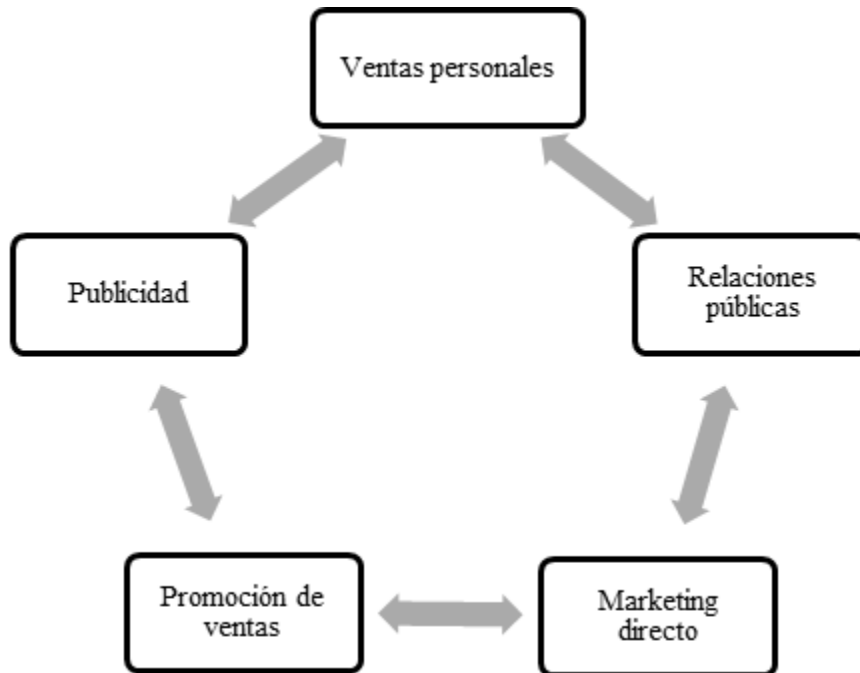 Ventas personales
Publicidad
Relaciones
públicas
Promoción de
ventas
Marketing
directo